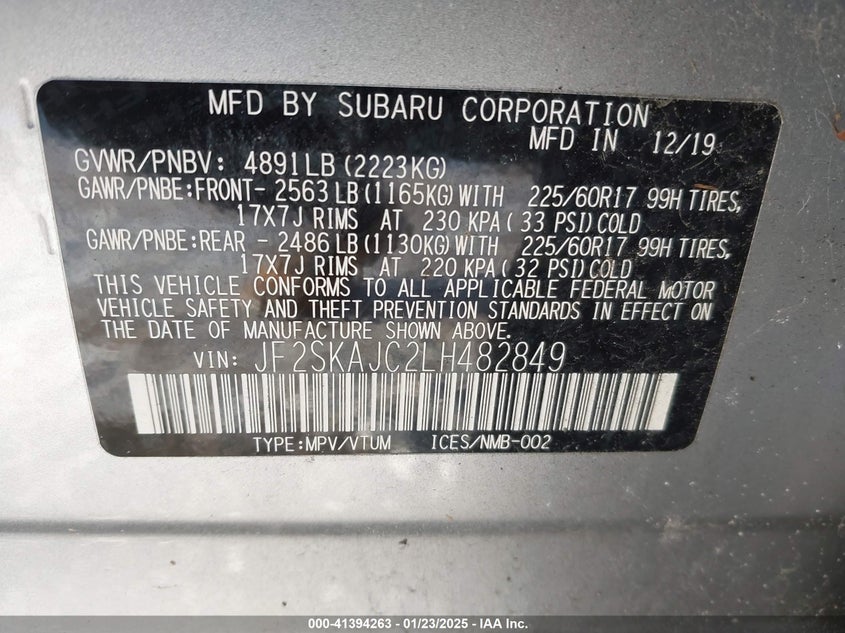 MFD BY SUBARU CORPORATION
MFD IN 12/19
GVWR/PNBV: 4891LB(2223KG)
GAWR/PNBE:FRONT- 2563LB(1165KG)WITH 225/60R17 99H TIRES,
17X7J RIMS AT 230 KPA( 33 PSI)COLD
GAWR/PNBE:REAR - 2486LB(1130KG)WITH 225/60R17 99H TIRES,
17X7J RIMS AT 220 KPA( 32 PSI)COLD
THIS VEHICLE CONFORMS TO ALL APPLICABLE FEDERAL MOTOR
VEHICLE SAFETY AND THEFT PREVENTION STANDARDS IN EFFECT ON
THE DATE OF MANUFACTURE SHOWN ABOVE.
VIN: JF2SKAJC2LH482849
TYPE:MPV/VTUM ICES/NMB-002
000-41394263 - 01/23/2025 - IAA Inc.